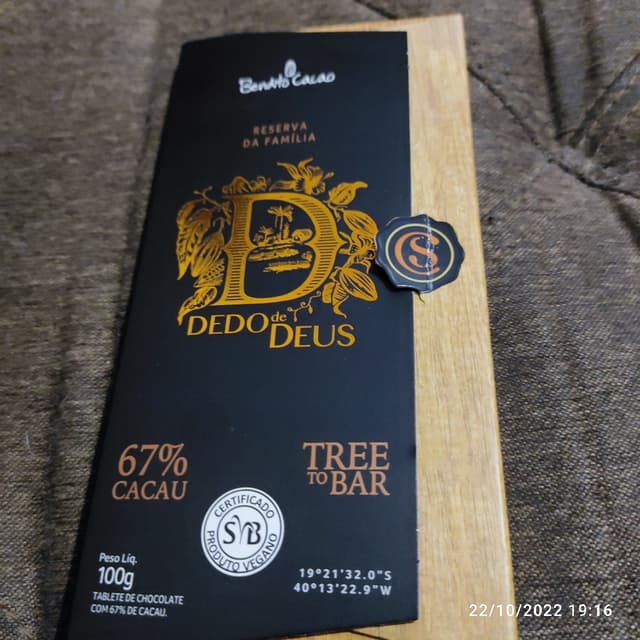 Benato Cacao
RESERVA
DA FAMÍLIA
D
DEDO de DEUS
CS
67%
CACAU
TREE
TO BAR
CERTIFICADO
SVB
PRODUTO VEGANO
Peso Líq.
100g
TABLETE DE CHOCOLATE
COM 67% DE CACAU.
19°21'32.0"S
40°13'22.9"W
22/10/2022 19:16